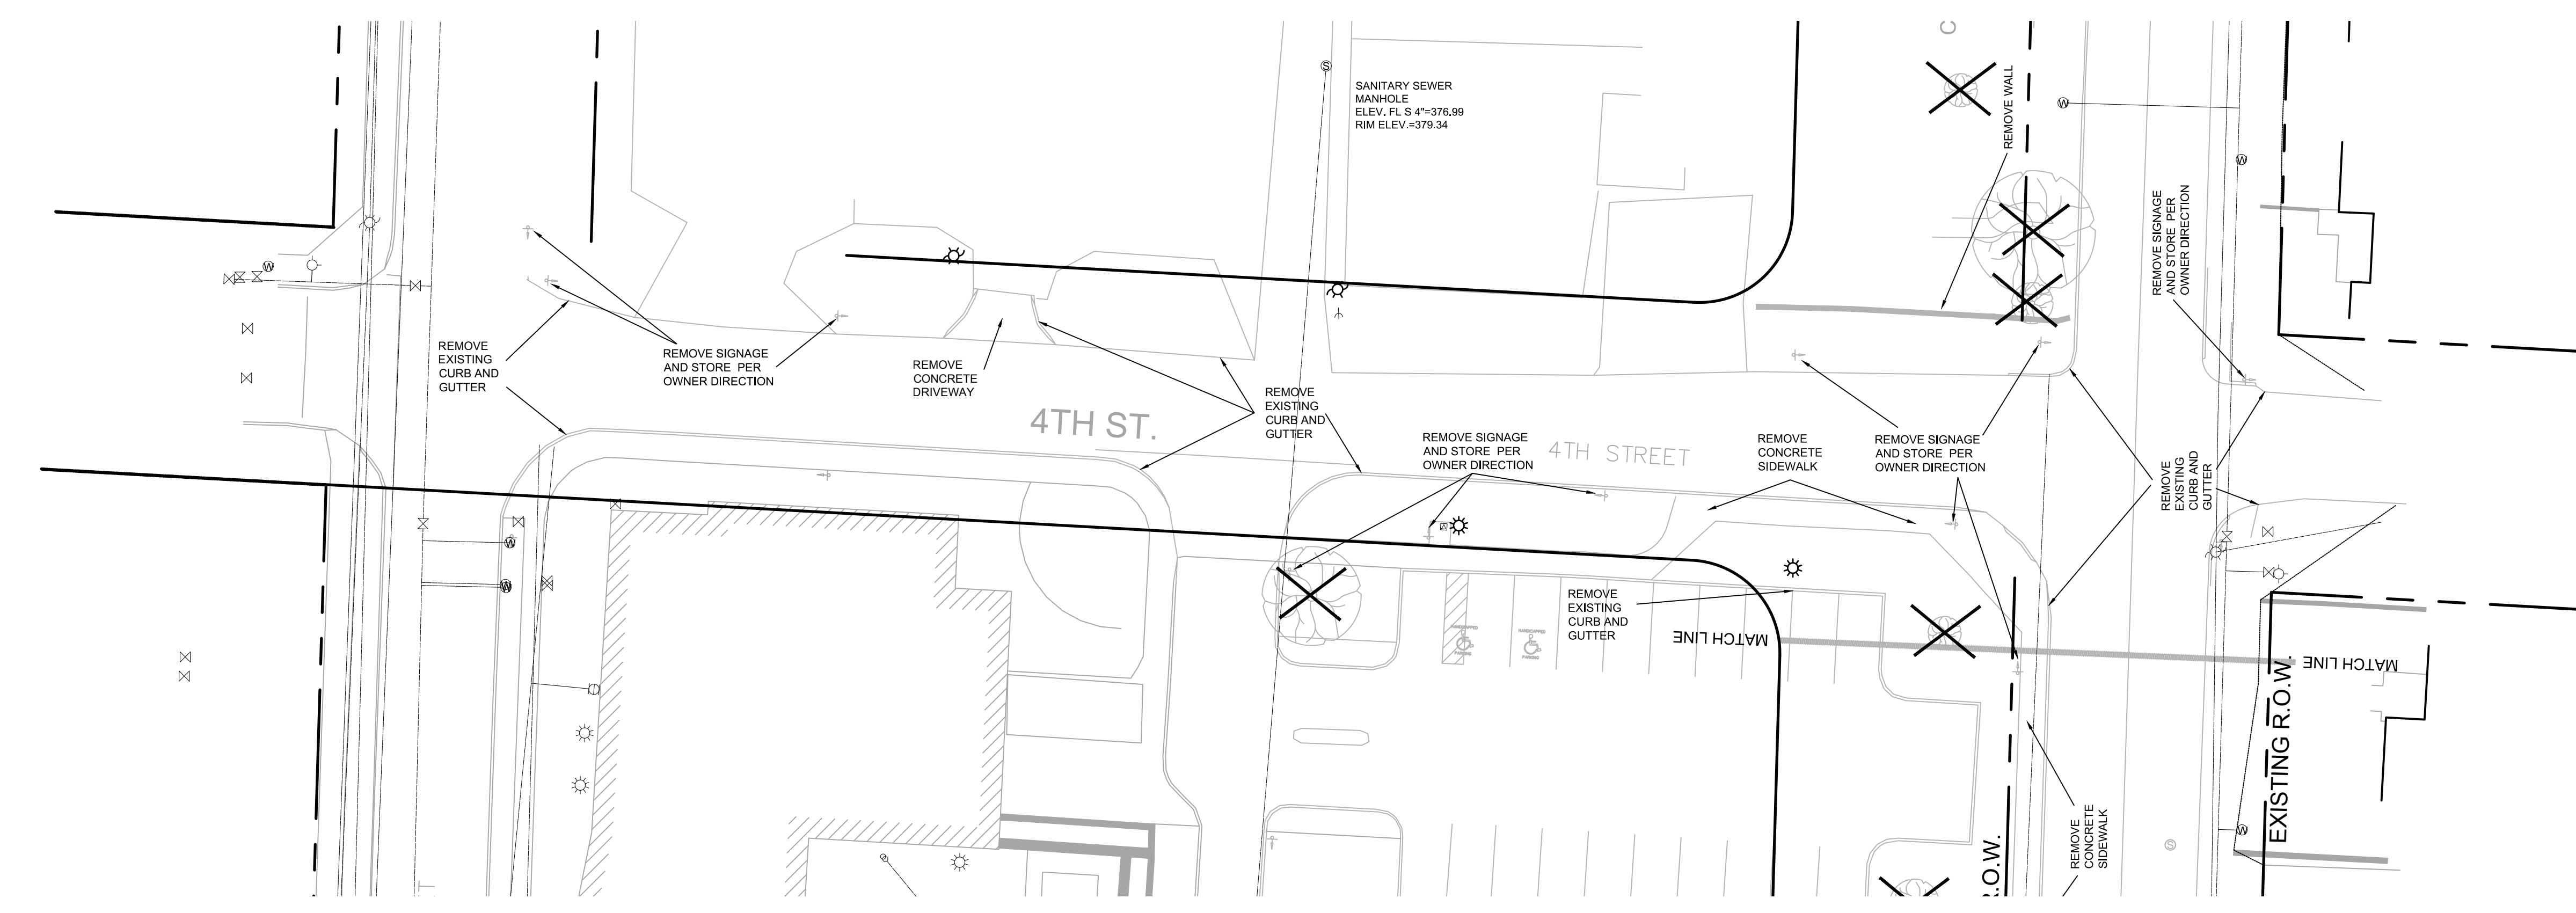 C
SANITARY SEWER
MANHOLE
ELEV. FL S 4"=376.99
RIM ELEV.=379.34
REMOVE WALL
REMOVE SIGNAGE
AND STORE PER
OWNER DIRECTION
REMOVE
EXISTING
CURB AND
GUTTER
REMOVE SIGNAGE
AND STORE PER
OWNER DIRECTION
REMOVE
CONCRETE
DRIVEWAY
REMOVE
EXISTING
CURB AND
GUTTER
4TH ST.
REMOVE SIGNAGE
AND STORE PER
OWNER DIRECTION
4TH STREET
REMOVE
CONCRETE
SIDEWALK
REMOVE SIGNAGE
AND STORE PER
OWNER DIRECTION
REMOVE
EXISTING
CURB AND
GUTTER
REMOVE
EXISTING
CURB AND
GUTTER
HANDICAPPED
PARKING
HANDICAPPED
PARKING
MATCH LINE
MATCH LINE
EXISTING R.O.W.
R.O.W.
REMOVE
CONCRETE
SIDEWALK
S
W
W
W
W
W
W
W
S